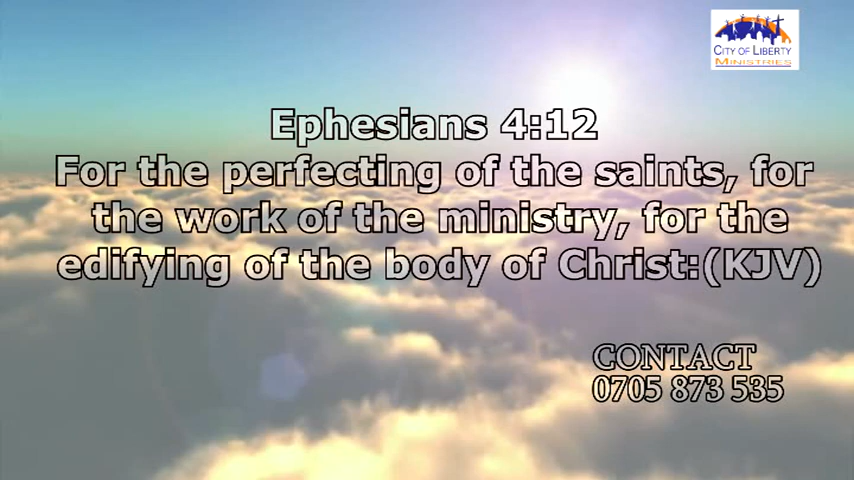 CITY OF LIBERTY
MINISTRIES
Ephesians 4:12
For the perfecting of the saints, for
the work of the ministry, for the
edifying of the body of Christ:(KJV)
CONTACT
0705 873 535